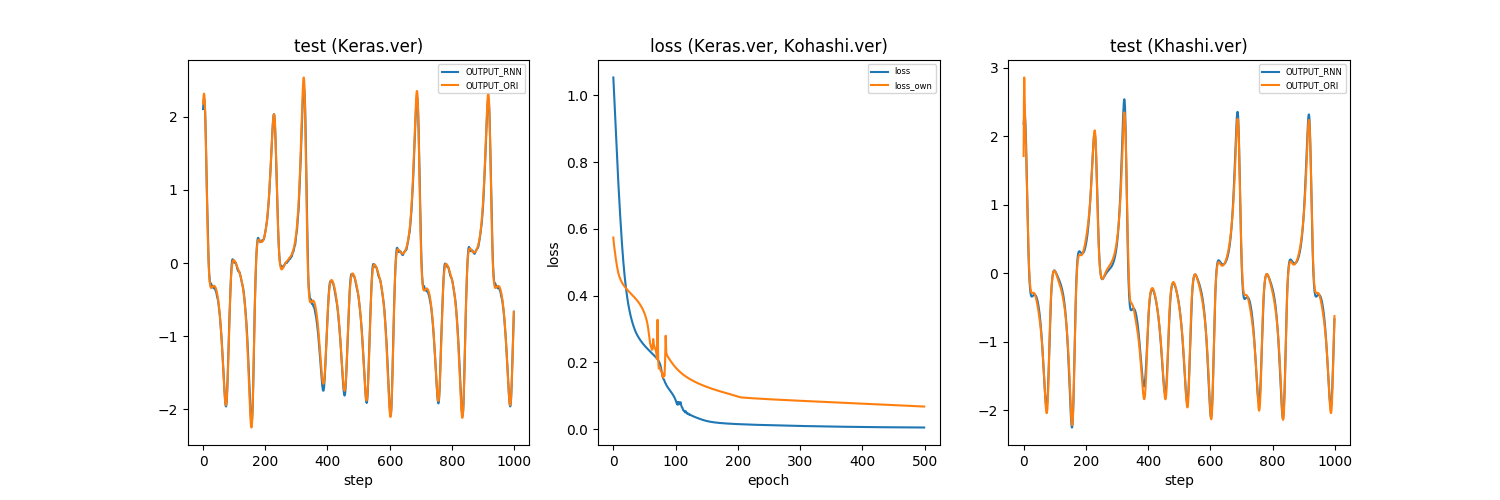 test (Keras.ver)
OUTPUT_RNN
OUTPUT_ORI
2
1
0
−1
−2
0 200 400 600 800 1000
step
loss (Keras.ver, Kohashi.ver)
loss
loss_own
loss
1.0
0.8
0.6
0.4
0.2
0.0
0 100 200 300 400 500
epoch
test (Khashi.ver)
OUTPUT_RNN
OUTPUT_ORI
3
2
1
0
−1
−2
0 200 400 600 800 1000
step